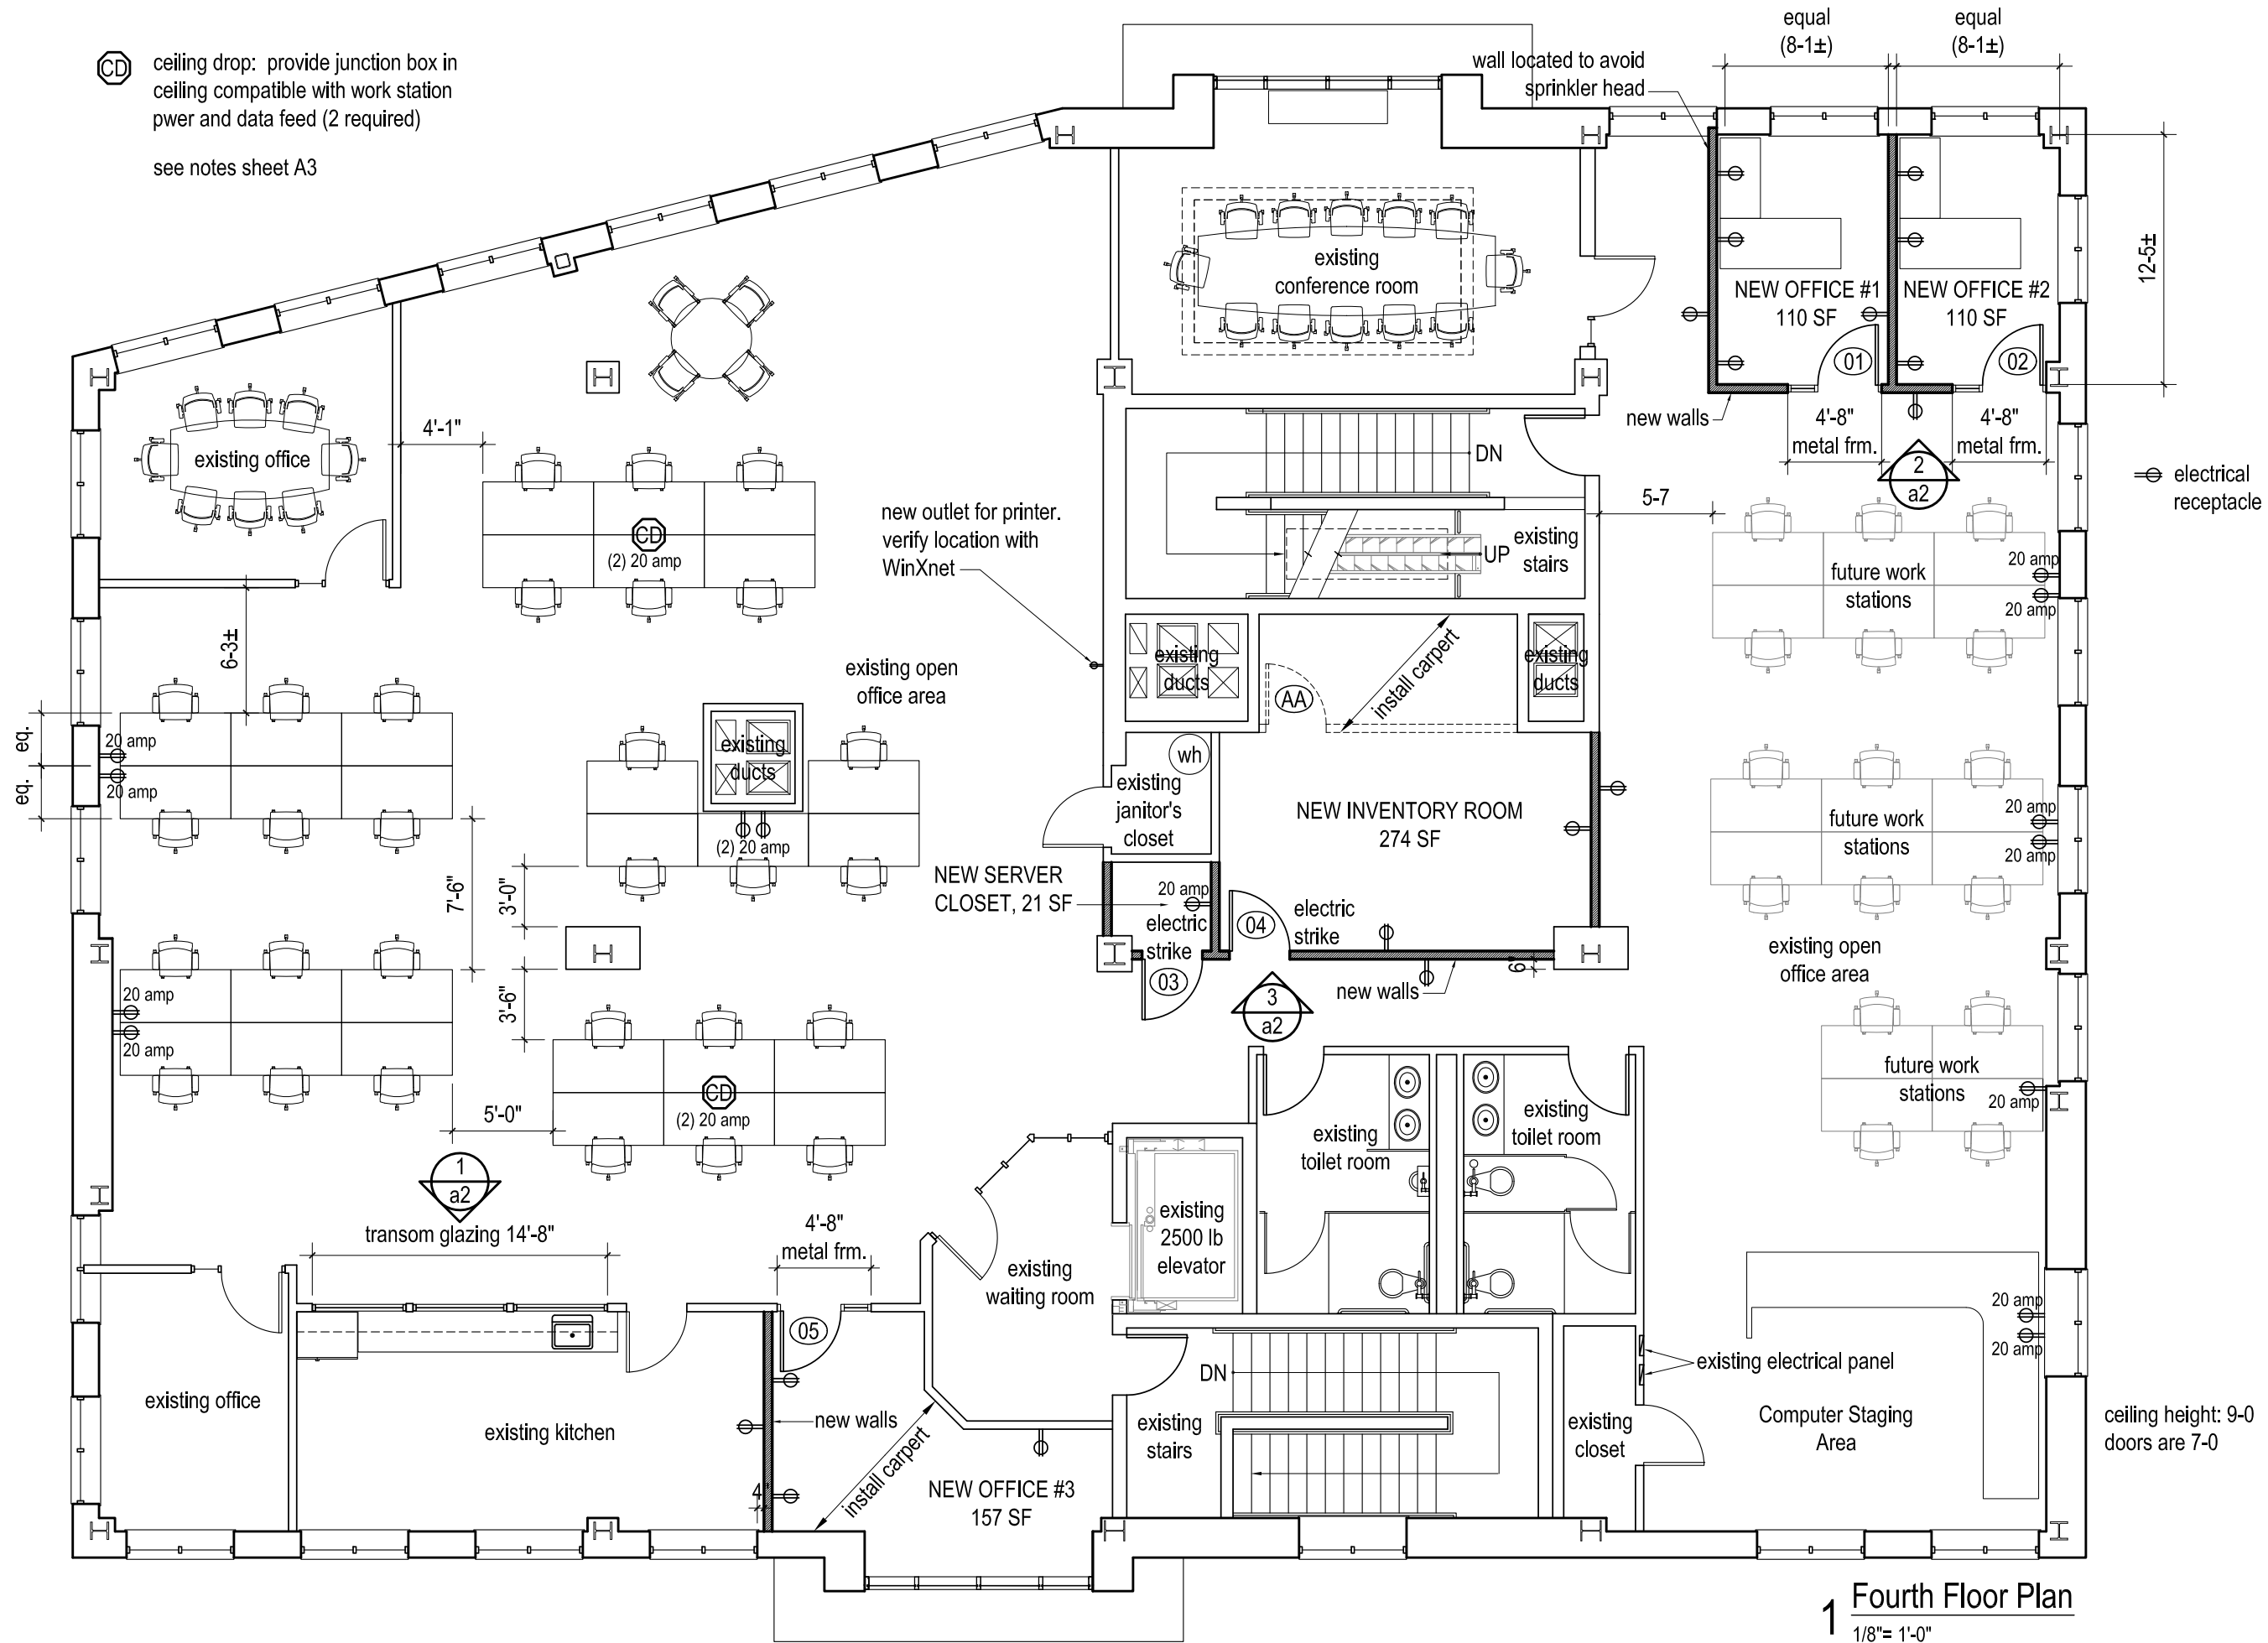 CD
ceiling drop: provide junction box in
ceiling compatible with work station
pwer and data feed (2 required)
see notes sheet A3
equal
(8-1±)
equal
(8-1±)
wall located to avoid
sprinkler head
existing
conference room
NEW OFFICE #1
110 SF
NEW OFFICE #2
110 SF
12-5±
01
02
new walls
4'-8"
metal frm.
4'-8"
metal frm.
2
a2
electrical
receptacle
existing office
4'-1"
CD
(2) 20 amp
DN
UP
existing
stairs
5-7
new outlet for printer.
verify location with
WinXnet
future work
stations
20 amp
20 amp
6-3±
existing open
office area
existing
ducts
AA
install carpert
existing
ducts
eq.
eq.
20 amp
20 amp
existing
ducts
(2) 20 amp
wh
existing
janitor's
closet
NEW INVENTORY ROOM
274 SF
future work
stations
20 amp
20 amp
7'-6"
3'-0"
NEW SERVER
CLOSET, 21 SF
20 amp
electric
strike
04
electric
strike
existing open
office area
3'-6"
03
3
a2
new walls
6"
20 amp
20 amp
CD
(2) 20 amp
5'-0"
1
a2
transom glazing 14'-8"
4'-8"
metal frm.
existing
toilet room
existing
toilet room
future work
stations
20 amp
existing
waiting room
existing
2500 lb
elevator
05
20 amp
20 amp
existing office
existing kitchen
new walls
install carpert
NEW OFFICE #3
157 SF
DN
existing
stairs
existing
closet
existing electrical panel
Computer Staging
Area
ceiling height: 9-0
doors are 7-0
1
Fourth Floor Plan
1/8"= 1'-0"